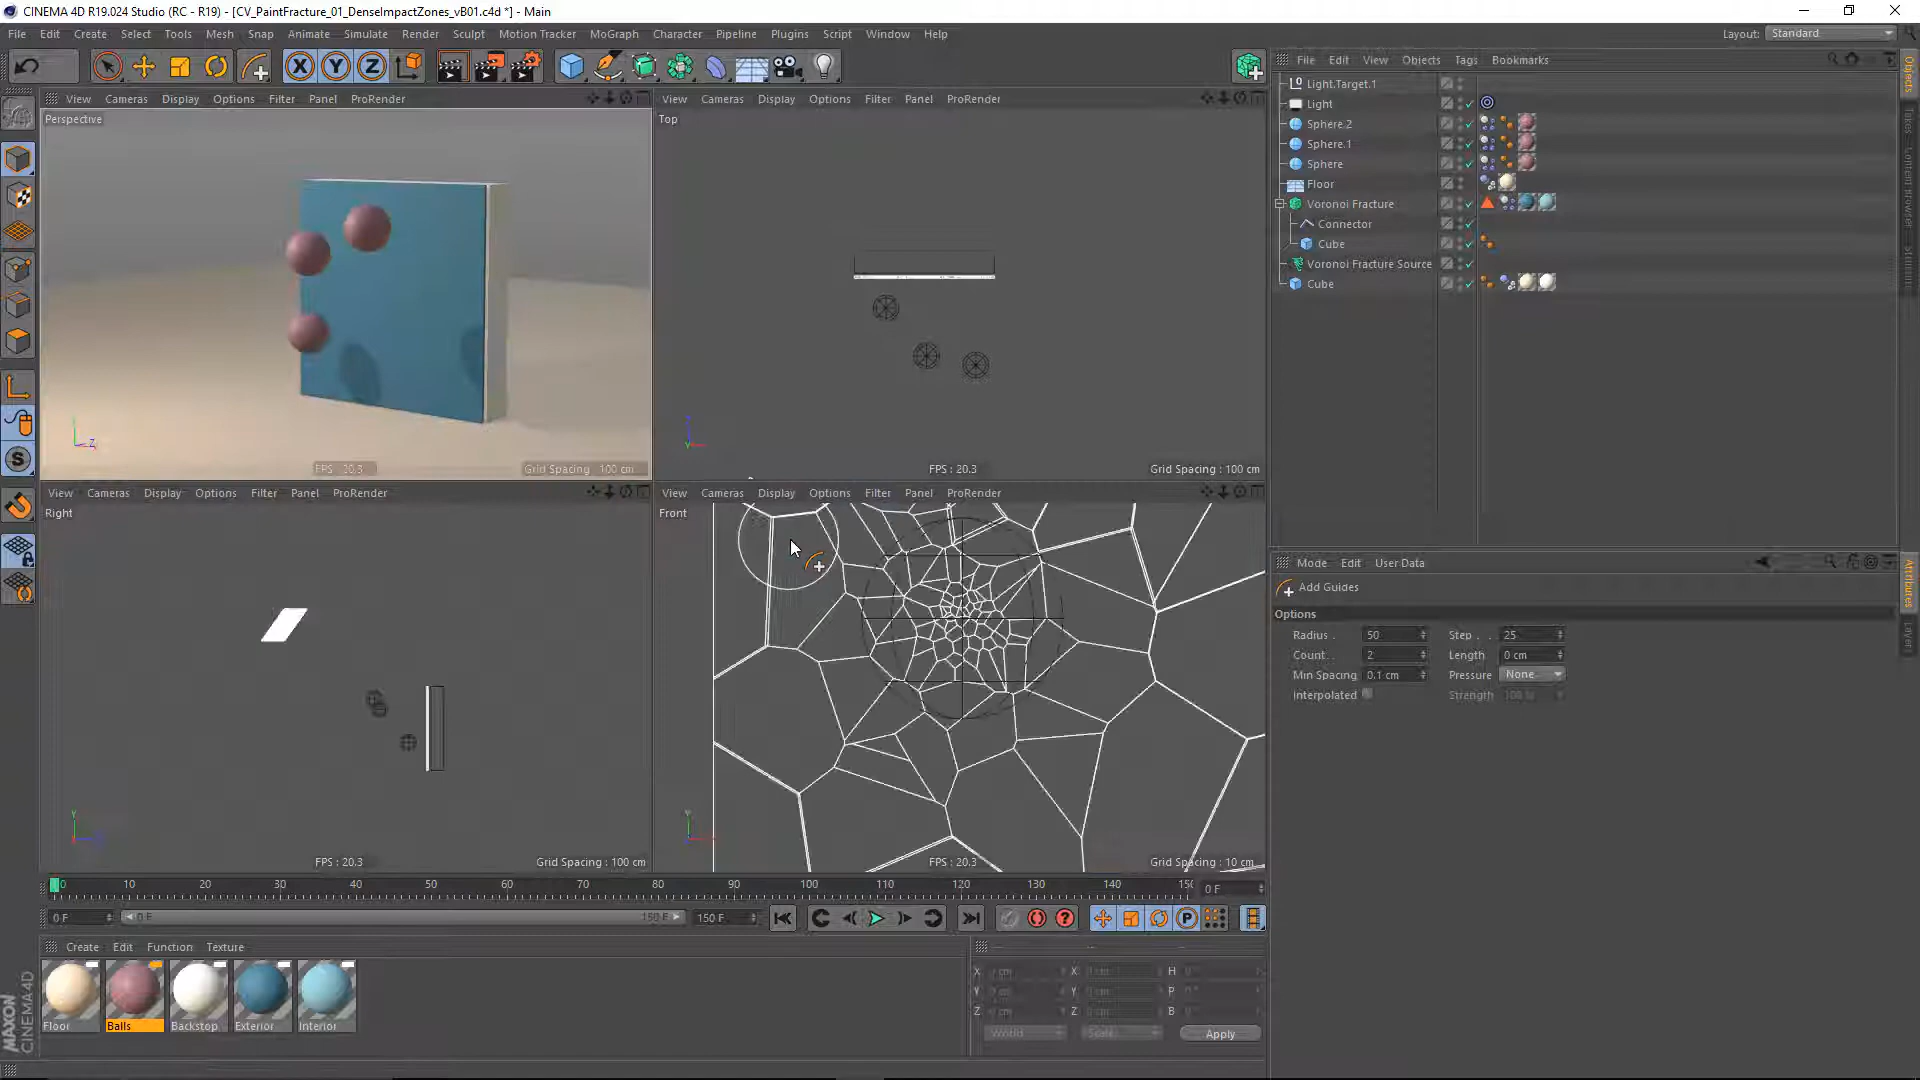 CINEMA 4D R19.024 Studio (RC - R19) - [CV_PaintFracture_01_DenseImpactZones_vB01.c4d *] - Main
File Edit Create Select Tools Mesh Snap Animate Simulate Render Sculpt Motion Tracker MoGraph Character Pipeline Plugins Script Window Help
Layout: Standard
File Edit View Objects Tags Bookmarks
Light.Target.1
Light
Sphere.2
Sphere.1
Sphere
Floor
Voronoi Fracture
Connector
Cube
Voronoi Fracture Source
Cube
Objects
Takes
Content Browser
Structure
View Cameras Display Options Filter Panel ProRender
Perspective
FPS : 20.3
Grid Spacing : 100 cm
View Cameras Display Options Filter Panel ProRender
Top
FPS : 20.3
Grid Spacing : 100 cm
View Cameras Display Options Filter Panel ProRender
Right
FPS : 20.3
Grid Spacing : 100 cm
View Cameras Display Options Filter Panel ProRender
Front
FPS : 20.3
Grid Spacing : 10 cm
Mode Edit User Data
Add Guides
Options
Radius . 50 Step . . 25
Count . . 2 Length 0 cm
Min Spacing 0.1 cm Pressure None
Interpolated Strength 100 %
Attributes
Layer
0 10 20 30 40 50 60 70 80 90 100 110 120 130 140 150
0 F
0 F 0 F 150 F 150 F
Create Edit Function Texture
Floor Balls Backstop Exterior Interior
X X H
Y Y P
Z Z B
World Scale Apply
MAXON
CINEMA 4D